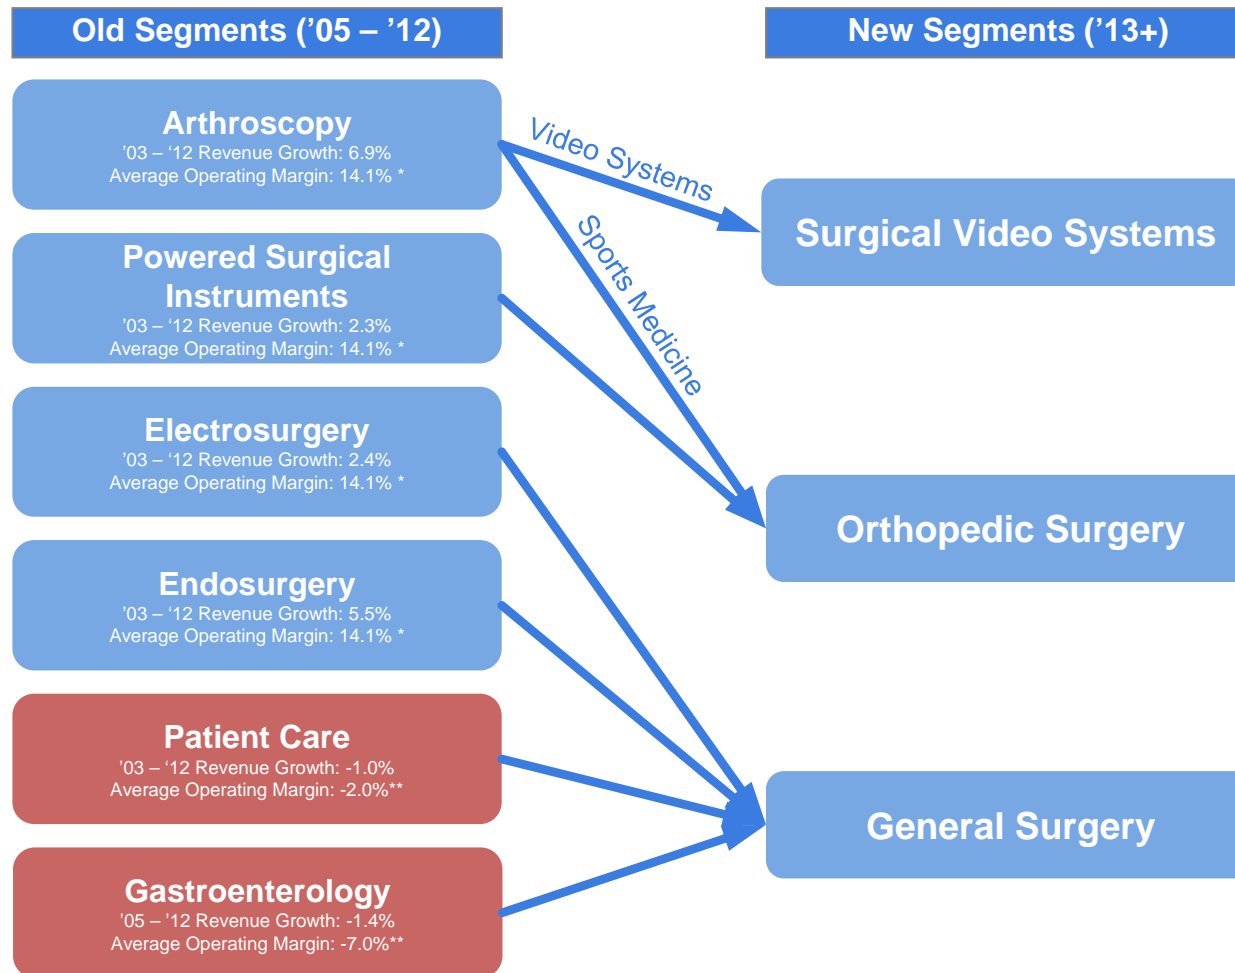 Old Segments ('05 – '12)
New Segments ('13+)
Arthroscopy
'03 – ‘12 Revenue Growth: 6.9%
Average Operating Margin: 14.1% *
Video Systems
Sports Medicine
Surgical Video Systems
Powered Surgical
Instruments
'03 – ‘12 Revenue Growth: 2.3%
Average Operating Margin: 14.1% *
Electrosurgery
'03 – ‘12 Revenue Growth: 2.4%
Average Operating Margin: 14.1% *
Orthopedic Surgery
Endosurgery
'03 – ‘12 Revenue Growth: 5.5%
Average Operating Margin: 14.1% *
Patient Care
'03 – ‘12 Revenue Growth: -1.0%
Average Operating Margin: -2.0%**
General Surgery
Gastroenterology
'05 – ‘12 Revenue Growth: -1.4%
Average Operating Margin: -7.0%**